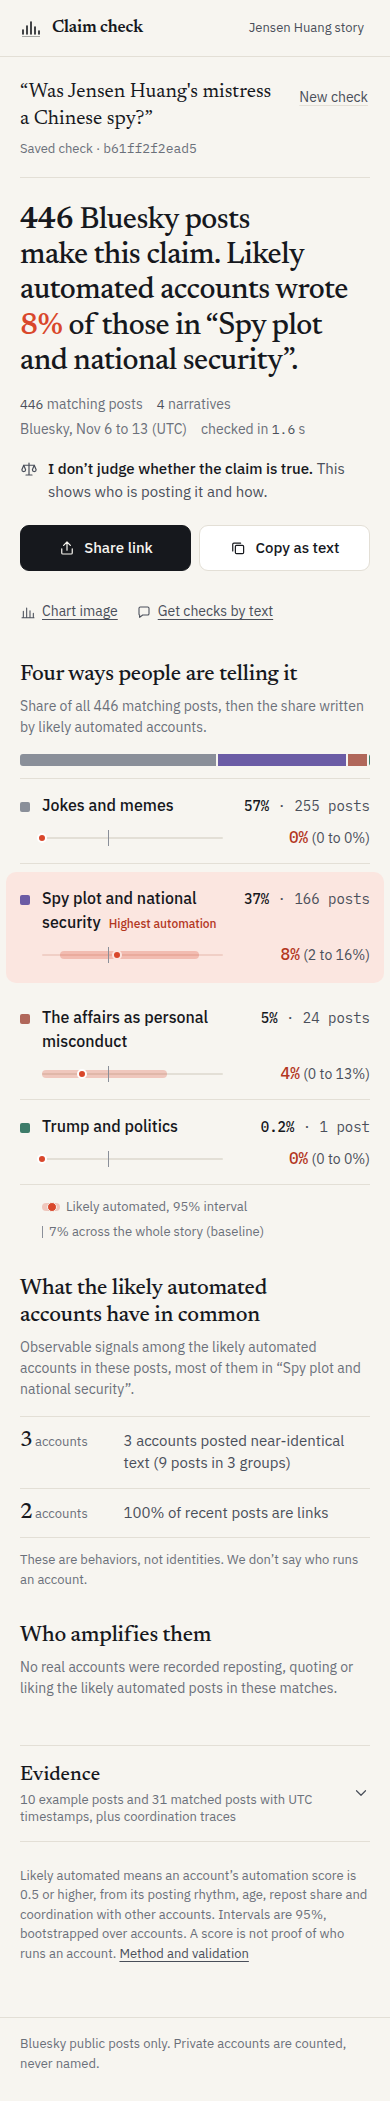 Claim check
Jensen Huang story
“Was Jensen Huang's mistress
a Chinese spy?”
New check
Saved check · b61ff2f2ead5
446 Bluesky posts
make this claim. Likely
automated accounts wrote
8% of those in “Spy plot
and national security”.
446 matching posts 4 narratives
Bluesky, Nov 6 to 13 (UTC) checked in 1.6 s
I don’t judge whether the claim is true. This
shows who is posting it and how.
Share link
Copy as text
Chart image
Get checks by text
Four ways people are telling it
Share of all 446 matching posts, then the share written
by likely automated accounts.
Jokes and memes 57% · 255 posts
0% (0 to 0%)
Spy plot and national 37% · 166 posts
security Highest automation
8% (2 to 16%)
The affairs as personal 5% · 24 posts
misconduct
4% (0 to 13%)
Trump and politics 0.2% · 1 post
0% (0 to 0%)
Likely automated, 95% interval
7% across the whole story (baseline)
What the likely automated
accounts have in common
Observable signals among the likely automated
accounts in these posts, most of them in “Spy plot and
national security”.
3 accounts 3 accounts posted near-identical
text (9 posts in 3 groups)
2 accounts 100% of recent posts are links
These are behaviors, not identities. We don’t say who runs
an account.
Who amplifies them
No real accounts were recorded reposting, quoting or
liking the likely automated posts in these matches.
Evidence
10 example posts and 31 matched posts with UTC
timestamps, plus coordination traces
Likely automated means an account’s automation score is
0.5 or higher, from its posting rhythm, age, repost share and
coordination with other accounts. Intervals are 95%,
bootstrapped over accounts. A score is not proof of who
runs an account. Method and validation
Bluesky public posts only. Private accounts are counted,
never named.